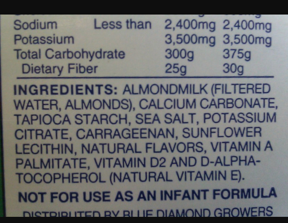 Sodium Less than 2,400mg 2,400mg
Potassium 3,500mg 3,500mg
Total Carbohydrate 300g 375g
Dietary Fiber 25g 30g
INGREDIENTS: ALMONDMILK (FILTERED
WATER, ALMONDS), CALCIUM CARBONATE,
TAPIOCA STARCH, SEA SALT, POTASSIUM
CITRATE, CARRAGEENAN, SUNFLOWER
LECITHIN, NATURAL FLAVORS, VITAMIN A
PALMITATE, VITAMIN D2 AND D-ALPHA-
TOCOPHEROL (NATURAL VITAMIN E).
NOT FOR USE AS AN INFANT FORMULA
DISTRIBUTED BY BLUE DIAMOND GROWERS